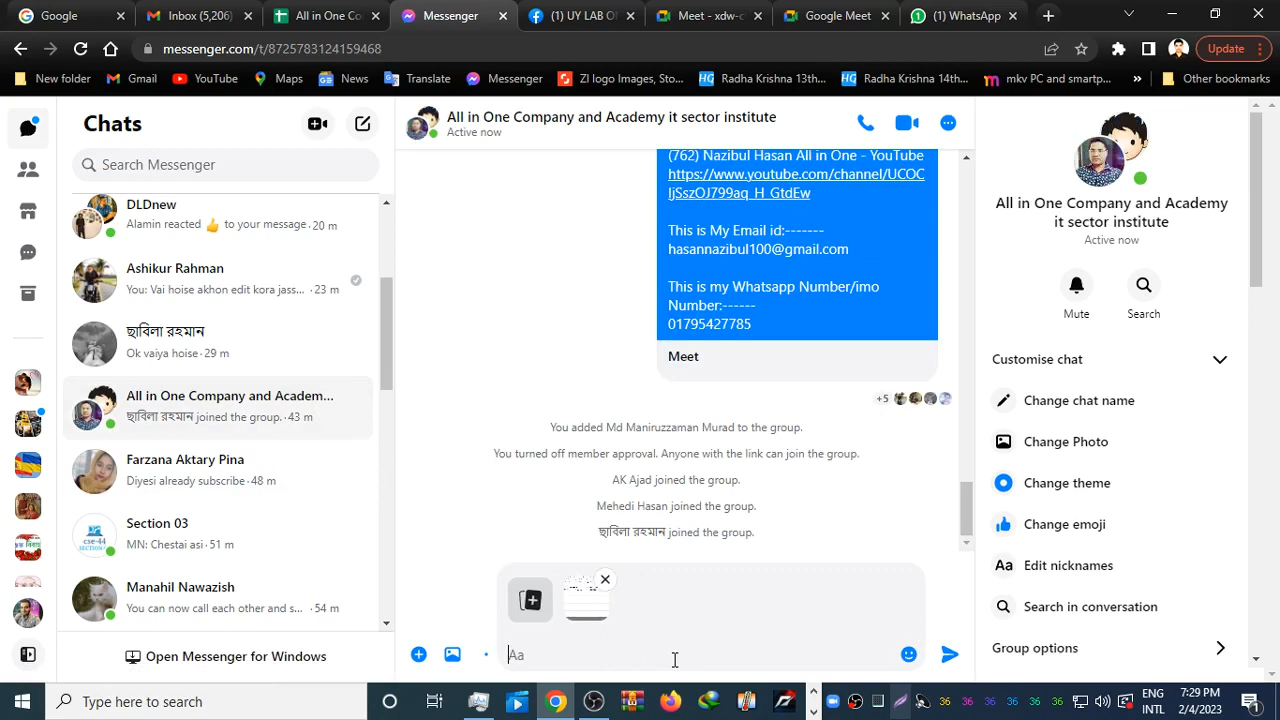 Google
Inbox (5,206)
All in One Co
Messenger
(1) UY LAB O
Meet - xdw-c
Google Meet
(1) WhatsApp
messenger.com/t/8725783124159468
Update
New folder
Gmail
YouTube
Maps
News
Translate
Messenger
ZI logo Images, Sto...
Radha Krishna 13th...
Radha Krishna 14th...
mkv PC and smartp...
Other bookmarks
Chats
Search Messenger
DLDnew
Alamin reacted 👍 to your message · 20 m
Ashikur Rahman
You: Vai hoise akhon edit kora jass... · 23 m
ছাবিলা রহমান
Ok vaiya hoise · 29 m
All in One Company and Academ...
ছাবিলা রহমান joined the group. · 43 m
Farzana Aktary Pina
Diyesi already subscribe · 48 m
Section 03
MN: Chestai asi · 51 m
Manahil Nawazish
You can now call each other and s... · 54 m
Open Messenger for Windows
All in One Company and Academy it sector institute
Active now
(762) Nazibul Hasan All in One - YouTube
https://www.youtube.com/channel/UCOC
IjSszOJ799aq_H_GtdEw
This is My Email id:-------
hasannazibul100@gmail.com
This is my Whatsapp Number/imo
Number:------
01795427785
Meet
+5
You added Md Maniruzzaman Murad to the group.
You turned off member approval. Anyone with the link can join the group.
AK Ajad joined the group.
Mehedi Hasan joined the group.
ছাবিলা রহমান joined the group.
Aa
All in One Company and Academy
it sector institute
Active now
Mute
Search
Customise chat
Change chat name
Change Photo
Change theme
Change emoji
Aa Edit nicknames
Search in conversation
Group options
Type here to search
36 36 36 36 36 36
ENG
INTL
7:29 PM
2/4/2023